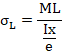 σL = ML / (Ix / e)